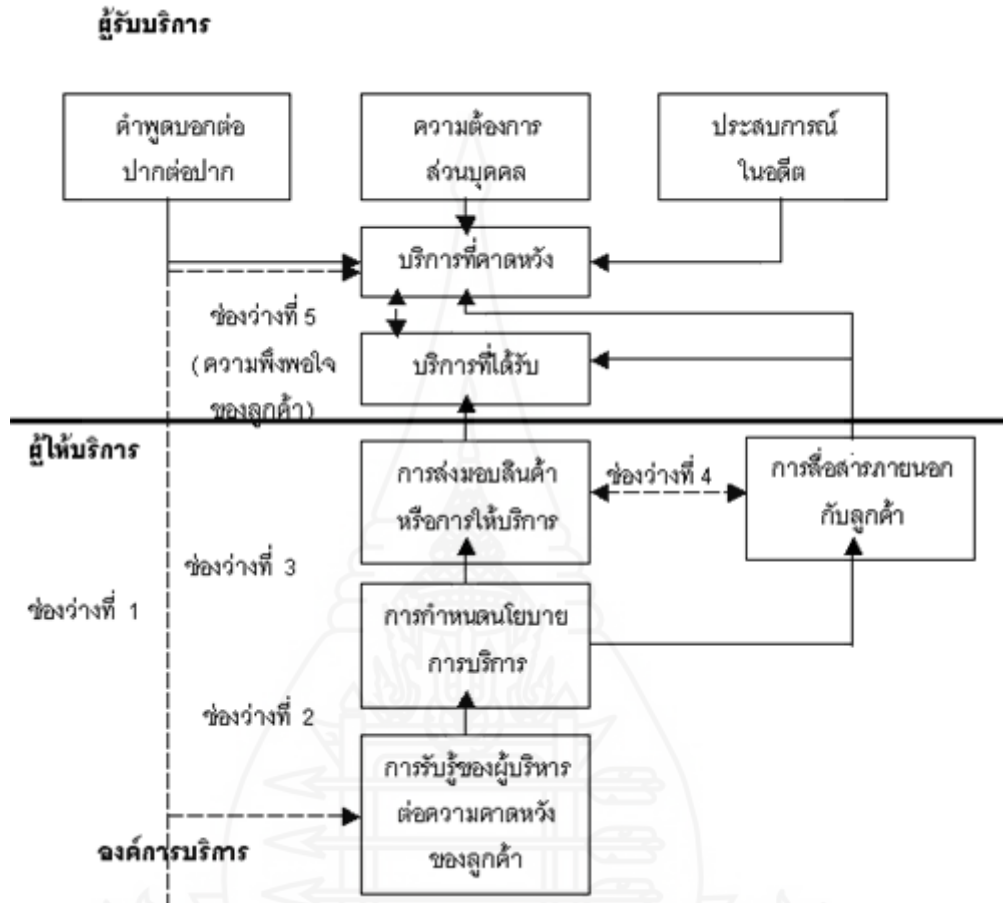 ผู้รับบริการ
คำพูดบอกต่อ
ปากต่อปาก
ความต้องการ
ส่วนบุคคล
ประสบการณ์
ในอดีต
บริการที่คาดหวัง
ช่องว่างที่ 5
(ความพึงพอใจ
ของลูกค้า)
บริการที่ได้รับ
ผู้ให้บริการ
การส่งมอบสินค้า
หรือการให้บริการ
ช่องว่างที่ 4
การสื่อสารภายนอก
กับลูกค้า
ช่องว่างที่ 3
ช่องว่างที่ 1
การกำหนดนโยบาย
การบริการ
ช่องว่างที่ 2
การรับรู้ของผู้บริหาร
ต่อความคาดหวัง
ของลูกค้า
องค์การบริการ